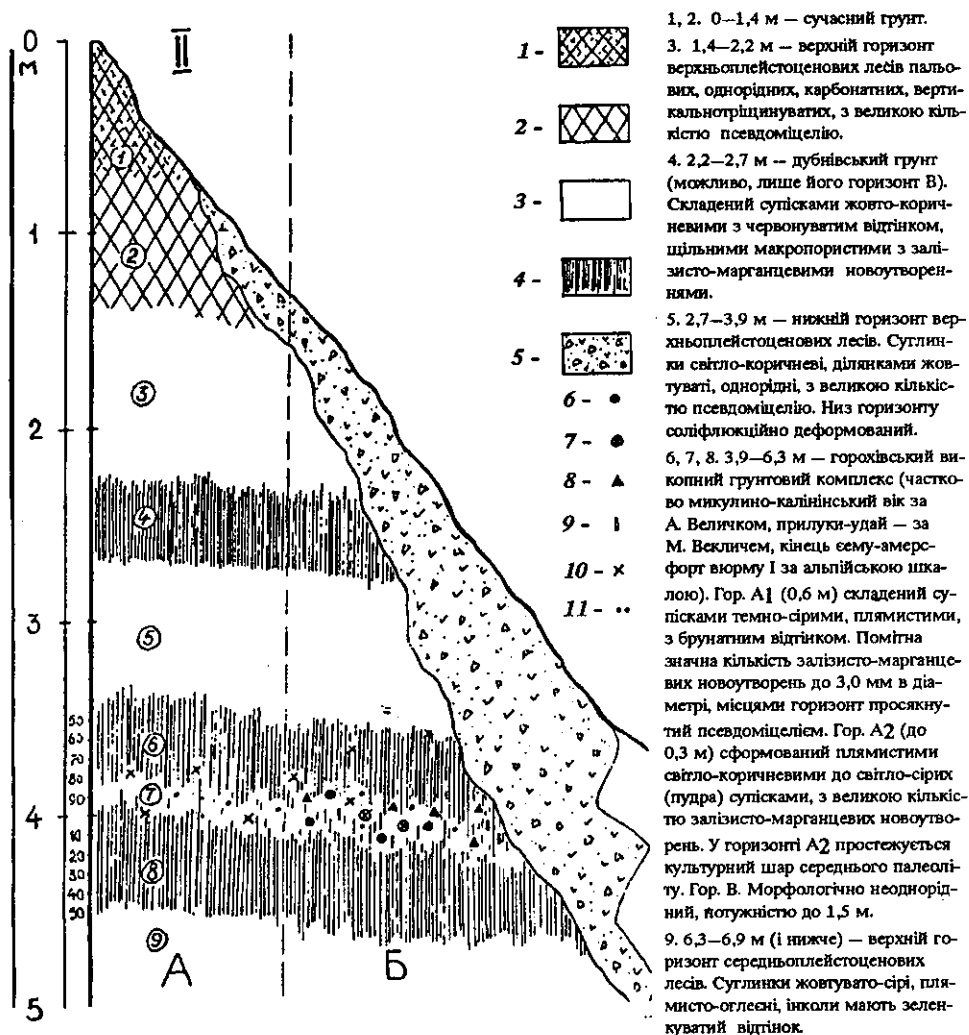 0
м
1
2
3
4
5
II
1
2
3
4
5
6
7
8
9
50
60
70
80
90
4
10
20
30
40
50
А
Б
1 -
2 -
3 -
4 -
5 -
6 -
7 -
8 -
9 -
10 -
11 -
1, 2. 0–1,4 м — сучасний грунт.
3. 1,4–2,2 м — верхній горизонт
верхньоплейстоценових лесів пальо-
вих, однорідних, карбонатних, верти-
кальнотріщинуватих, з великою кіль-
кістю псевдоміцелію.
4. 2,2–2,7 м — дубнівський грунт
(можливо, лише його горизонт В).
Складений супісками жовто-корич-
невими з червонуватим відтінком,
щільними макропористими з залі-
зисто-марганцевими новоутворен-
нями.
5. 2,7–3,9 м — нижній горизонт вер-
хньоплейстоценових лесів. Суглин-
ки світло-коричневі, ділянками жов-
туваті, однорідні, з великою кількіс-
тю псевдоміцелію. Низ горизонту
соліфлюкційно деформований.
6, 7, 8. 3,9–6,3 м — горохівський ви-
копний грунтовий комплекс (частко-
во микулино-калінінський вік за
А. Величком, прилуки-удай — за
М. Векличем, кінець єему-амерс-
форт вюрму I за альпійською шка-
лою). Гор. А1 (0,6 м) складений су-
пісками темно-сірими, плямистими,
з брунатним відтінком. Помітна
значна кількість залізисто-марганце-
вих новоутворень до 3,0 мм в діа-
метрі, місцями горизонт просякну-
тий псевдоміцелієм. Гор. А2 (до
0,3 м) сформований плямистими
світло-коричневими до світло-сірих
(пудра) супісками, з великою кількіс-
тю залізисто-марганцевих новоутво-
рень. У горизонті А2 простежується
культурний шар середнього палеолі-
ту. Гор. В. Морфологічно неоднорід-
ний, потужністю до 1,5 м.
9. 6,3–6,9 м (і нижче) — верхній го-
ризонт середньоплейстоценових
лесів. Суглинки жовтувато-сірі, пля-
мисто-оглеєні, інколи мають зелен-
куватий відтінок.